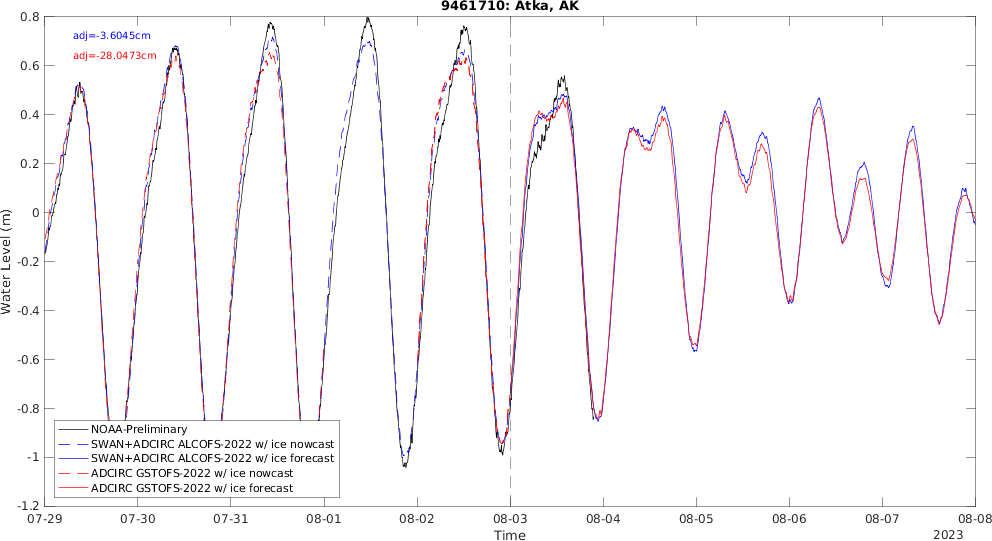 9461710: Atka, AK
adj=-3.6045cm
adj=-28.0473cm
Water Level (m)
0.8
0.6
0.4
0.2
0
-0.2
-0.4
-0.6
-0.8
-1
-1.2
NOAA-Preliminary
SWAN+ADCIRC ALCOFS-2022 w/ ice nowcast
SWAN+ADCIRC ALCOFS-2022 w/ ice forecast
ADCIRC GSTOFS-2022 w/ ice nowcast
ADCIRC GSTOFS-2022 w/ ice forecast
07-29 07-30 07-31 08-01 08-02 08-03 08-04 08-05 08-06 08-07 08-08
Time
2023